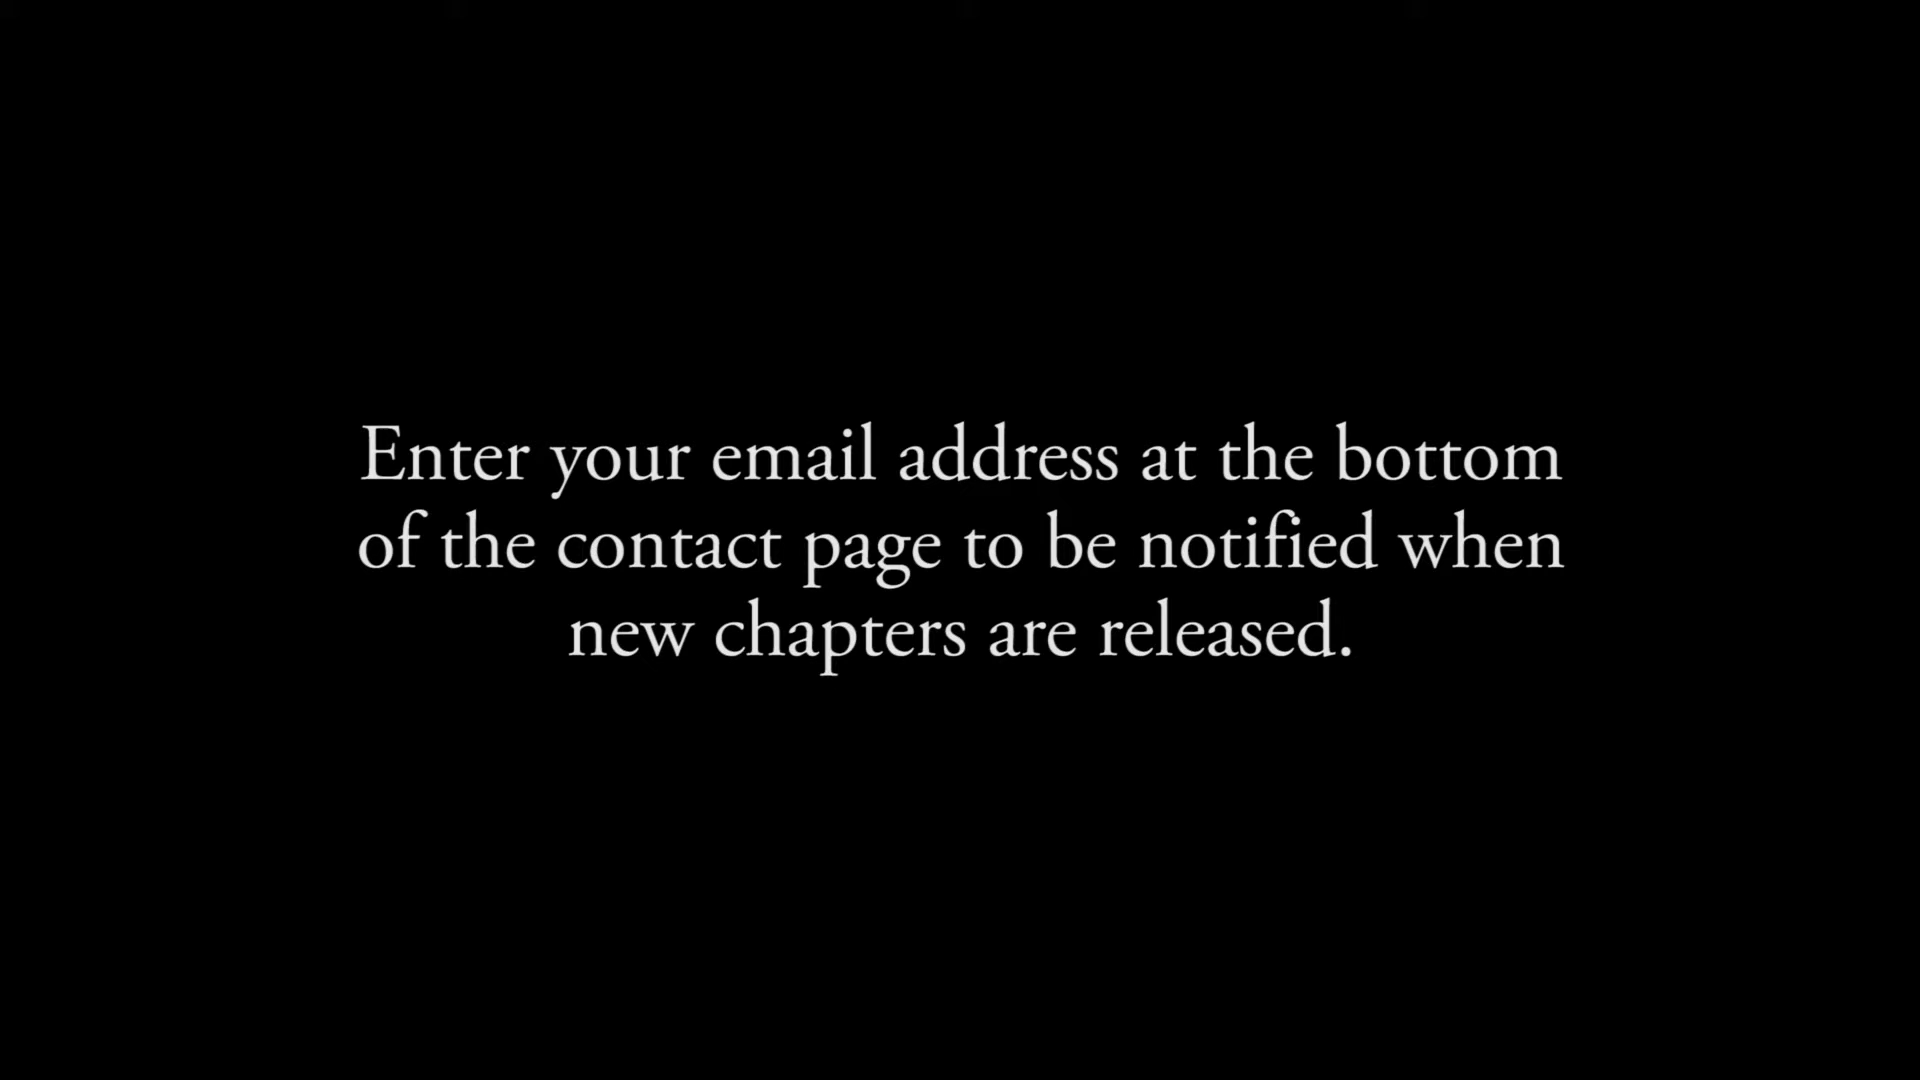 Enter your email address at the bottom
of the contact page to be notified when
new chapters are released.